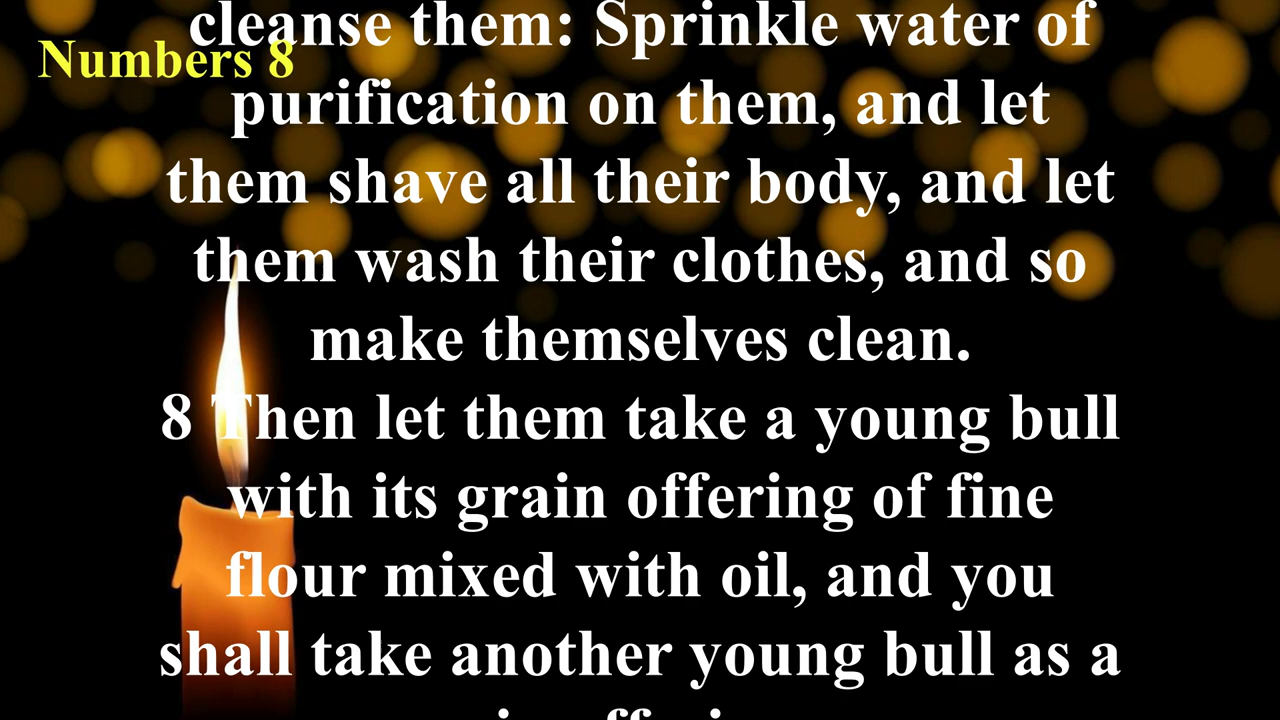 cleanse them: Sprinkle water of
Numbers 8
purification on them, and let
them shave all their body, and let
them wash their clothes, and so
make themselves clean.
8 Then let them take a young bull
with its grain offering of fine
flour mixed with oil, and you
shall take another young bull as a